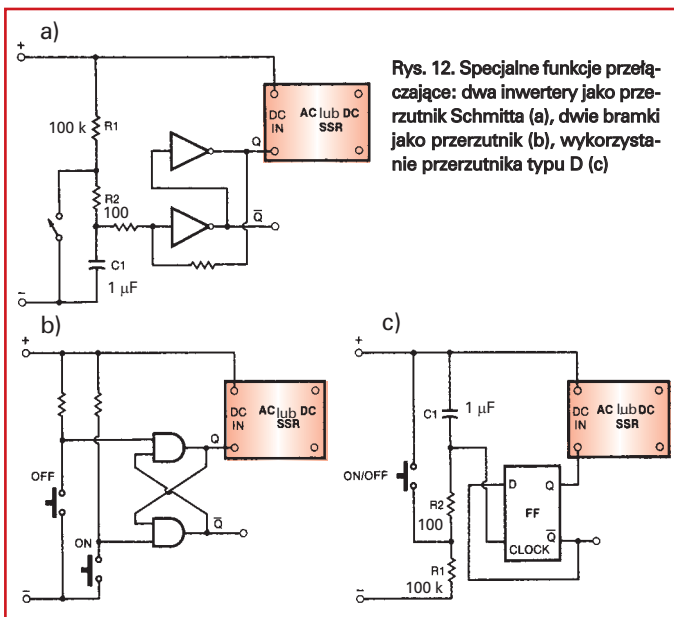 a)
+
100 k R1
R2
100
C1
1 µF
Q
Q̅
DC
IN
AC lub DC
SSR
–
Rys. 12. Specjalne funkcje przełą-
czające: dwa inwertery jako prze-
rzutnik Schmitta (a), dwie bramki
jako przerzutnik (b), wykorzysta-
nie przerzutnika typu D (c)
b)
+
DC
IN
AC lub DC
SSR
Q
OFF
Q̅
ON
–
c)
+
C1
1 µF
DC
IN
AC lub DC
SSR
ON/OFF
R2
100
D Q
FF
Q̅
CLOCK
R1
100 k
–